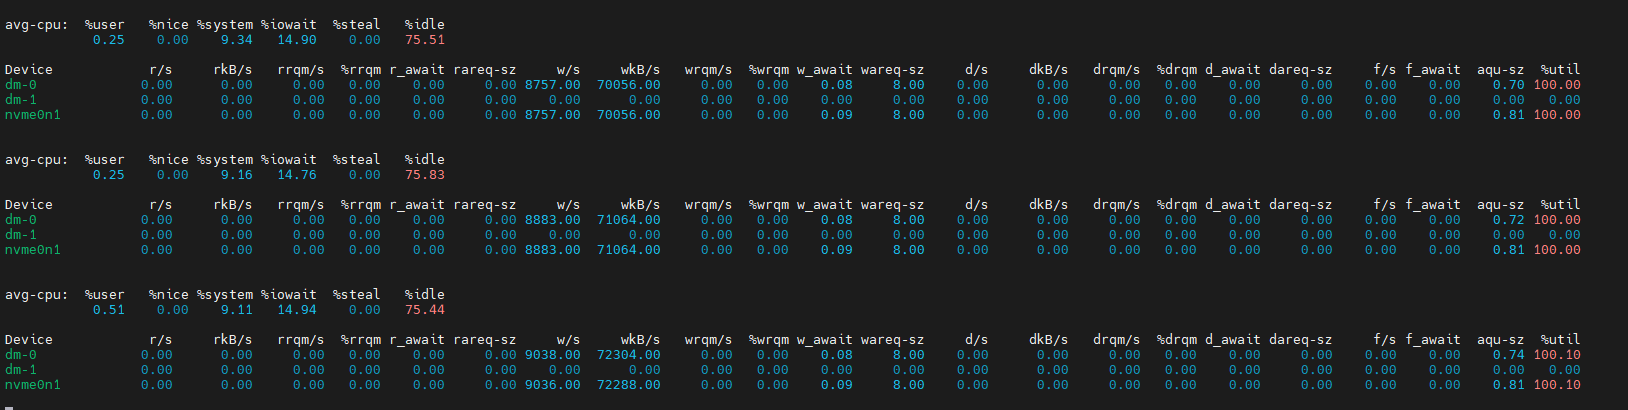 avg-cpu:  %user   %nice %system %iowait  %steal   %idle
           0.25    0.00    9.34   14.90    0.00   75.51
Device            r/s     rkB/s   rrqm/s  %rrqm r_await rareq-sz     w/s     wkB/s   wrqm/s  %wrqm w_await wareq-sz     d/s     dkB/s   drqm/s  %drqm d_await dareq-sz     f/s f_await  aqu-sz  %util
dm-0             0.00      0.00     0.00   0.00    0.00     0.00 8757.00  70056.00     0.00   0.00    0.08     8.00    0.00      0.00     0.00   0.00    0.00     0.00    0.00    0.00    0.70 100.00
dm-1             0.00      0.00     0.00   0.00    0.00     0.00    0.00      0.00     0.00   0.00    0.00     0.00    0.00      0.00     0.00   0.00    0.00     0.00    0.00    0.00    0.00   0.00
nvme0n1          0.00      0.00     0.00   0.00    0.00     0.00 8757.00  70056.00     0.00   0.00    0.09     8.00    0.00      0.00     0.00   0.00    0.00     0.00    0.00    0.00    0.81 100.00
avg-cpu:  %user   %nice %system %iowait  %steal   %idle
           0.25    0.00    9.16   14.76    0.00   75.83
Device            r/s     rkB/s   rrqm/s  %rrqm r_await rareq-sz     w/s     wkB/s   wrqm/s  %wrqm w_await wareq-sz     d/s     dkB/s   drqm/s  %drqm d_await dareq-sz     f/s f_await  aqu-sz  %util
dm-0             0.00      0.00     0.00   0.00    0.00     0.00 8883.00  71064.00     0.00   0.00    0.08     8.00    0.00      0.00     0.00   0.00    0.00     0.00    0.00    0.00    0.72 100.00
dm-1             0.00      0.00     0.00   0.00    0.00     0.00    0.00      0.00     0.00   0.00    0.00     0.00    0.00      0.00     0.00   0.00    0.00     0.00    0.00    0.00    0.00   0.00
nvme0n1          0.00      0.00     0.00   0.00    0.00     0.00 8883.00  71064.00     0.00   0.00    0.09     8.00    0.00      0.00     0.00   0.00    0.00     0.00    0.00    0.00    0.81 100.00
avg-cpu:  %user   %nice %system %iowait  %steal   %idle
           0.51    0.00    9.11   14.94    0.00   75.44
Device            r/s     rkB/s   rrqm/s  %rrqm r_await rareq-sz     w/s     wkB/s   wrqm/s  %wrqm w_await wareq-sz     d/s     dkB/s   drqm/s  %drqm d_await dareq-sz     f/s f_await  aqu-sz  %util
dm-0             0.00      0.00     0.00   0.00    0.00     0.00 9038.00  72304.00     0.00   0.00    0.08     8.00    0.00      0.00     0.00   0.00    0.00     0.00    0.00    0.00    0.74 100.10
dm-1             0.00      0.00     0.00   0.00    0.00     0.00    0.00      0.00     0.00   0.00    0.00     0.00    0.00      0.00     0.00   0.00    0.00     0.00    0.00    0.00    0.00   0.00
nvme0n1          0.00      0.00     0.00   0.00    0.00     0.00 9036.00  72288.00     0.00   0.00    0.09     8.00    0.00      0.00     0.00   0.00    0.00     0.00    0.00    0.00    0.81 100.10